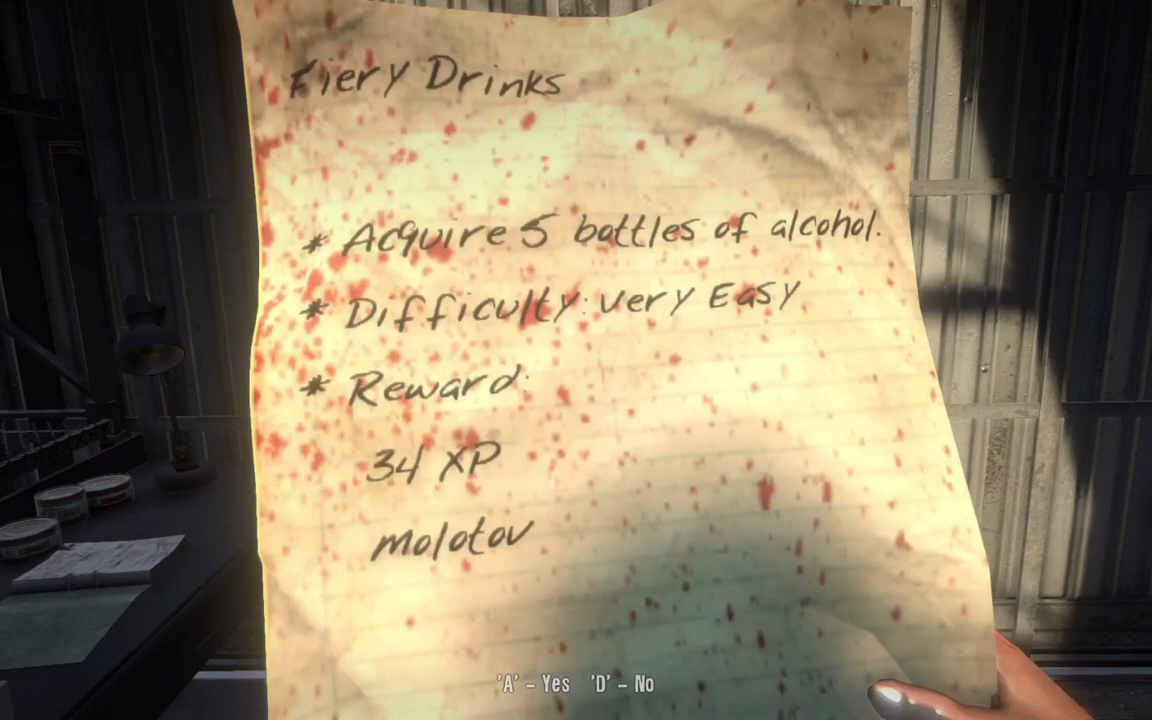 Fiery Drinks
* Acquire 5 bottles of alcohol.
* Difficulty: very Easy
* Reward:
34 XP
molotov
'A' - Yes 'D' - No